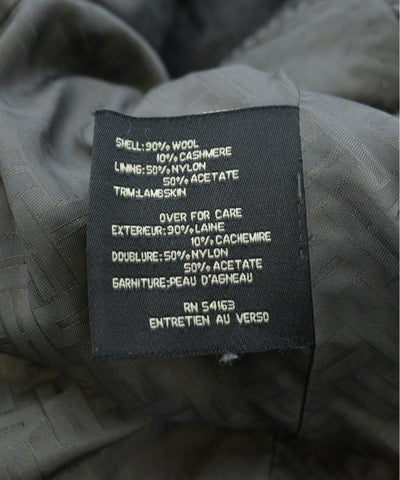 SHELL:90% WOOL
10% CASHMERE
LINING:50% NYLON
50% ACETATE
TRIM:LAMBSKIN
OVER FOR CARE
EXTERIEUR:90% LAINE
10% CACHEMIRE
DOUBLURE:50% NYLON
50% ACETATE
GARNITURE:PEAU D'AGNEAU
RN 54163
ENTRETIEN AU VERSO